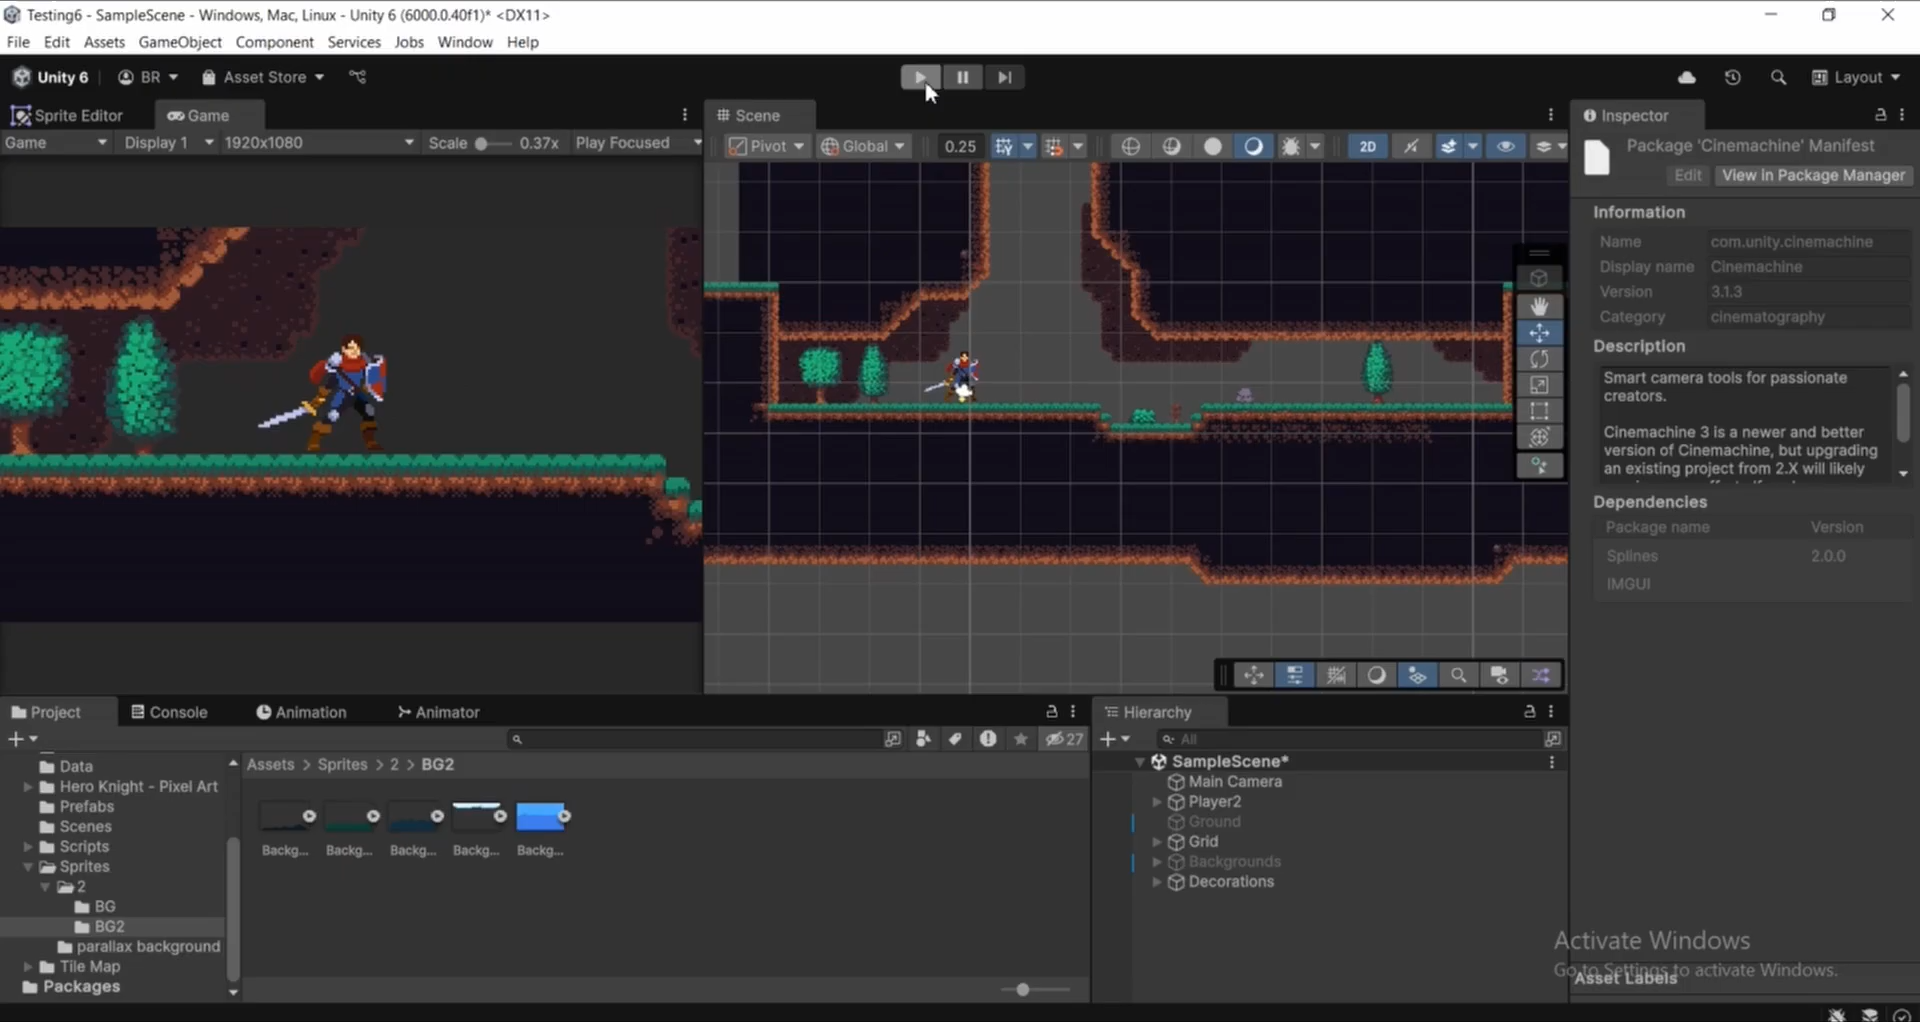 Testing6 - SampleScene - Windows, Mac, Linux - Unity 6 (6000.0.40f1)* <DX11>
File Edit Assets GameObject Component Services Jobs Window Help
Unity 6 BR Asset Store Layout
Sprite Editor Game
Game Display 1 1920x1080 Scale 0.37x Play Focused
Scene
Pivot Global 0.25 2D
Inspector
Package 'Cinemachine' Manifest
Edit View in Package Manager
Information
Name com.unity.cinemachine
Display name Cinemachine
Version 3.1.3
Category cinematography
Description
Smart camera tools for passionate
creators.
Cinemachine 3 is a newer and better
version of Cinemachine, but upgrading
an existing project from 2.X will likely
Dependencies
Package name Version
Splines 2.0.0
IMGUI
Project Console Animation Animator
27
Data
Hero Knight - Pixel Art
Prefabs
Scenes
Scripts
Sprites
2
BG
BG2
parallax background
Tile Map
Packages
Assets > Sprites > 2 > BG2
Backg... Backg... Backg... Backg... Backg...
Hierarchy
All
SampleScene*
Main Camera
Player2
Ground
Grid
Backgrounds
Decorations
Activate Windows
Go to Settings to activate Windows.
Asset Labels